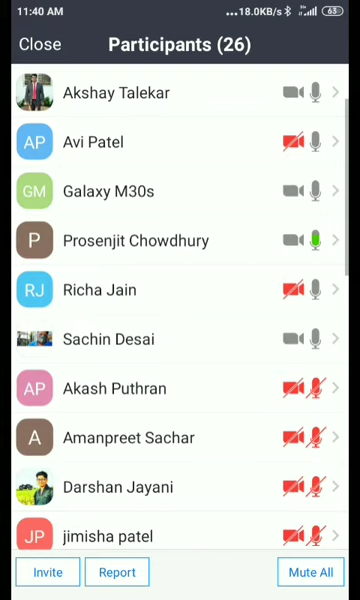 11:40 AM
...18.0KB/s
63
Close
Participants (26)
Akshay Talekar
AP
Avi Patel
GM
Galaxy M30s
P
Prosenjit Chowdhury
RJ
Richa Jain
Sachin Desai
AP
Akash Puthran
A
Amanpreet Sachar
Darshan Jayani
JP
jimisha patel
Invite
Report
Mute All